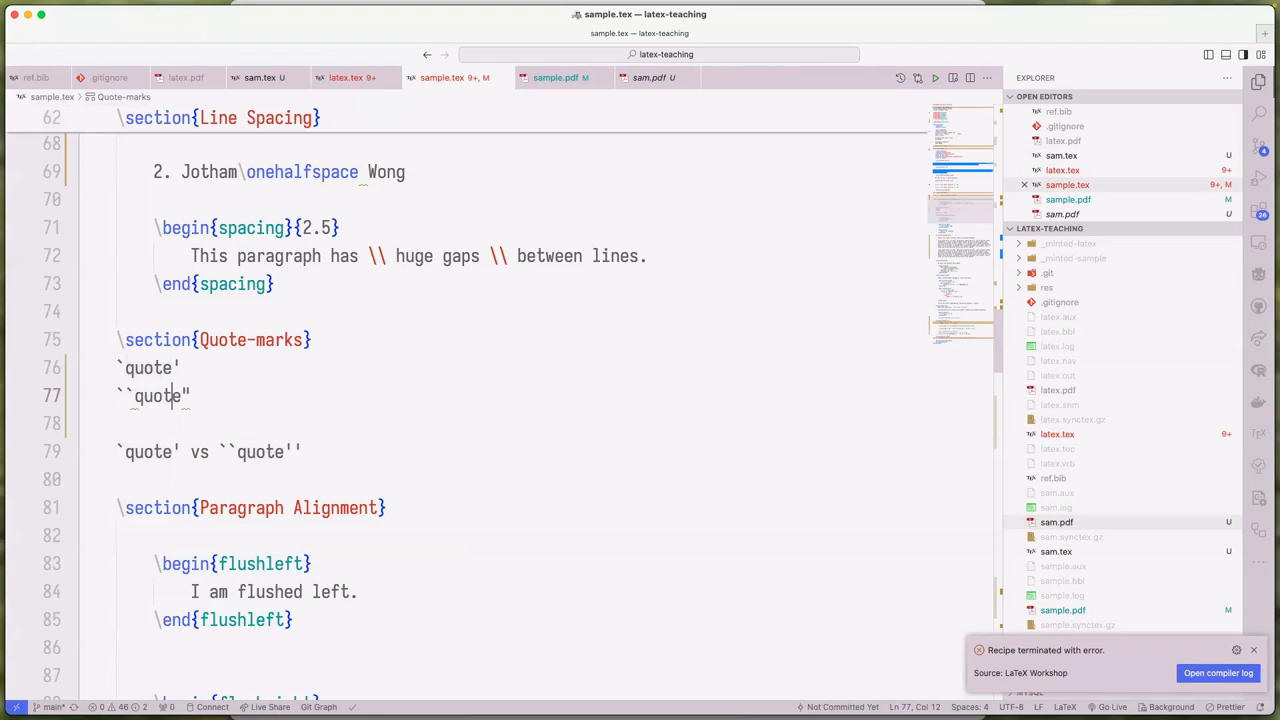 sample.tex — latex-teaching
sample.tex — latex-teaching
latex-teaching
ref.bib
.gitignore
latex.pdf
sam.tex U
latex.tex 9+
sample.tex 9+, M
sample.pdf M
sam.pdf U
sample.tex > Quote-marks
62 \section{Line Spacing}
68
69 2. Jotham\onehalfspace Wong
70
71 \begin{spacing}{2.5}
72 This paragraph has \\ huge gaps \\ between lines.
73 \end{spacing}
74
75 \section{Quote-marks}
76 `quote'
77 ``quote"
78
79 `quote' vs ``quote''
80
81 \section{Paragraph Alignment}
82
83 \begin{flushleft}
84 I am flushed left.
85 \end{flushleft}
86
87
EXPLORER
OPEN EDITORS
ref.bib
.gitignore
latex.pdf
sam.tex U
latex.tex 9+
sample.tex 9+, M
sample.pdf M
sam.pdf U
LATEX-TEACHING
_minted-latex
_minted-sample
.git
res
.gitignore
latex.aux
latex.bbl
latex.log
latex.nav
latex.out
latex.pdf
latex.snm
latex.synctex.gz
latex.tex 9+
latex.toc
latex.vrb
ref.bib
sam.aux
sam.log
sam.pdf U
sam.synctex.gz
sam.tex U
sample.aux
sample.bbl
sample.log
sample.pdf M
sample.synctex.gz
4
26
TEX
Recipe terminated with error.
Source: LaTeX Workshop
Open compiler log
main*
0 46 2
0
Connect
Live Share
Git Graph
Not Committed Yet
Ln 77, Col 12
Spaces: 4
UTF-8
LF
LaTeX
Go Live
Background
Prettier